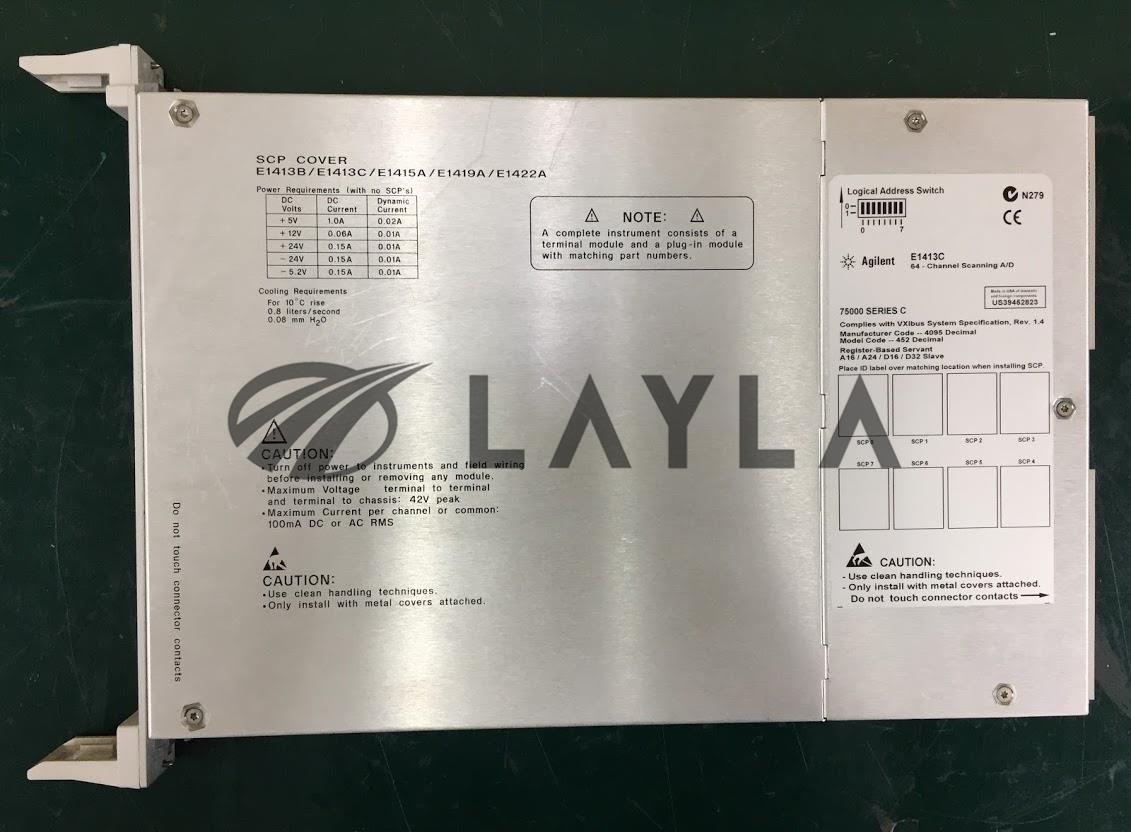 SCP COVER
E1413B/E1413C/E1415A/E1419A/E1422A
Power Requirements (with no SCP's)
DC Volts DC Current Dynamic Current
+5V 1.0A 0.02A
+12V 0.06A 0.01A
+24V 0.15A 0.01A
-24V 0.15A 0.01A
-5.2V 0.15A 0.01A
Cooling Requirements
For 10°C rise
0.8 liters/second
0.08 mm H2O
NOTE:
A complete instrument consists of a
terminal module and a plug-in module
with matching part numbers.
LAYLA
CAUTION:
•Turn off power to instruments and field wiring
before installing or removing any module.
•Maximum Voltage terminal to terminal
and terminal to chassis: 42V peak
•Maximum Current per channel or common:
100mA DC or AC RMS
CAUTION:
•Use clean handling techniques.
•Only install with metal covers attached.
Do not touch connector contacts
Logical Address Switch
0
1
0 7
N279
CE
Agilent
E1413C
64 - Channel Scanning A/D
Made in USA of domestic
and foreign components
US39462823
75000 SERIES C
Complies with VXIbus System Specification, Rev. 1.4
Manufacturer Code -- 4095 Decimal
Model Code -- 452 Decimal
Register-Based Servant
A16 / A24 / D16 / D32 Slave
Place ID label over matching location when installing SCP.
SCP 0 SCP 1 SCP 2 SCP 3
SCP 7 SCP 6 SCP 5 SCP 4
CAUTION:
- Use clean handling techniques.
- Only install with metal covers attached.
Do not touch connector contacts